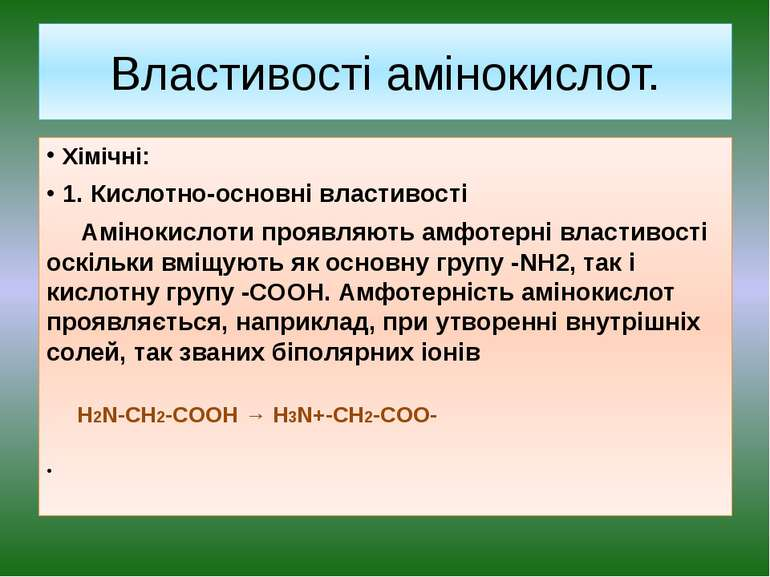 Властивості амінокислот.
• Хімічні:
• 1. Кислотно-основні властивості
Амінокислоти проявляють амфотерні властивості
оскільки вміщують як основну групу -NH2, так і
кислотну групу -COOH. Амфотерність амінокислот
проявляється, наприклад, при утворенні внутрішніх
солей, так званих біполярних іонів
H2N-CH2-COOH → H3N+-CH2-COO-
•